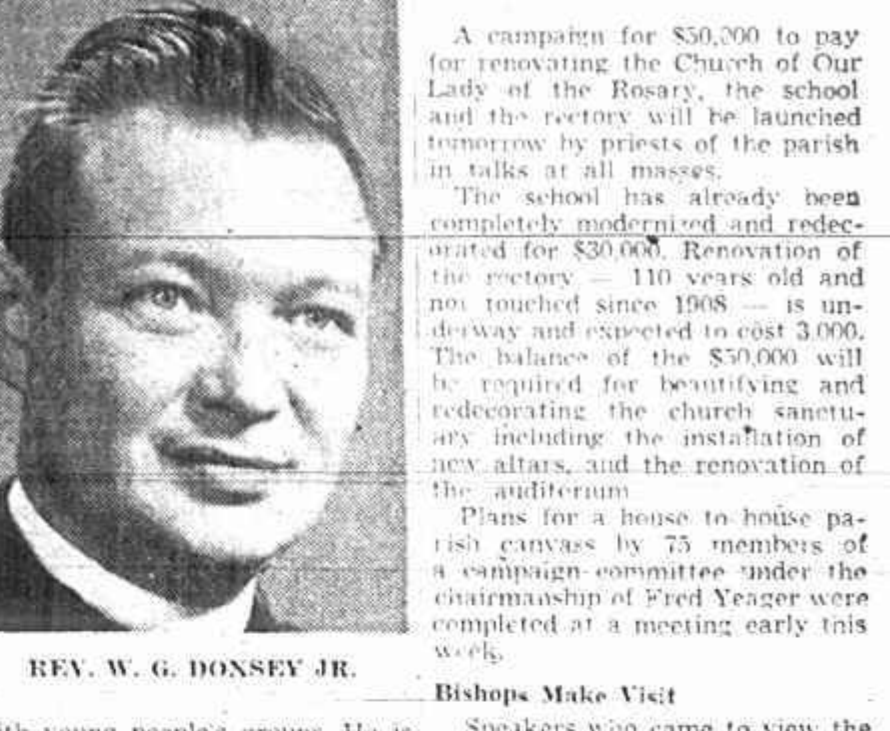 REV. W. G. DOXSEY JR.
ith young people's groups. He is
A campaign for $50,000 to pay
for renovating the Church of Our
Lady of the Rosary, the school
and the rectory will be launched
tomorrow by priests of the parish
in talks at all masses.
The school has already been
completely modernized and redec-
orated for $30,000. Renovation of
the rectory — 110 years old and
not touched since 1908 — is un-
derway and expected to cost 3,000.
The balance of the $50,000 will
be required for beautifying and
redecorating the church sanctu-
ary including the installation of
new altars, and the renovation of
the auditorium
Plans for a house to house pa-
rish canvass by 75 members of
a campaign committee under the
chairmanship of Fred Yeager were
completed at a meeting early this
week.
Bishops Make Visit
Speakers who came to view the